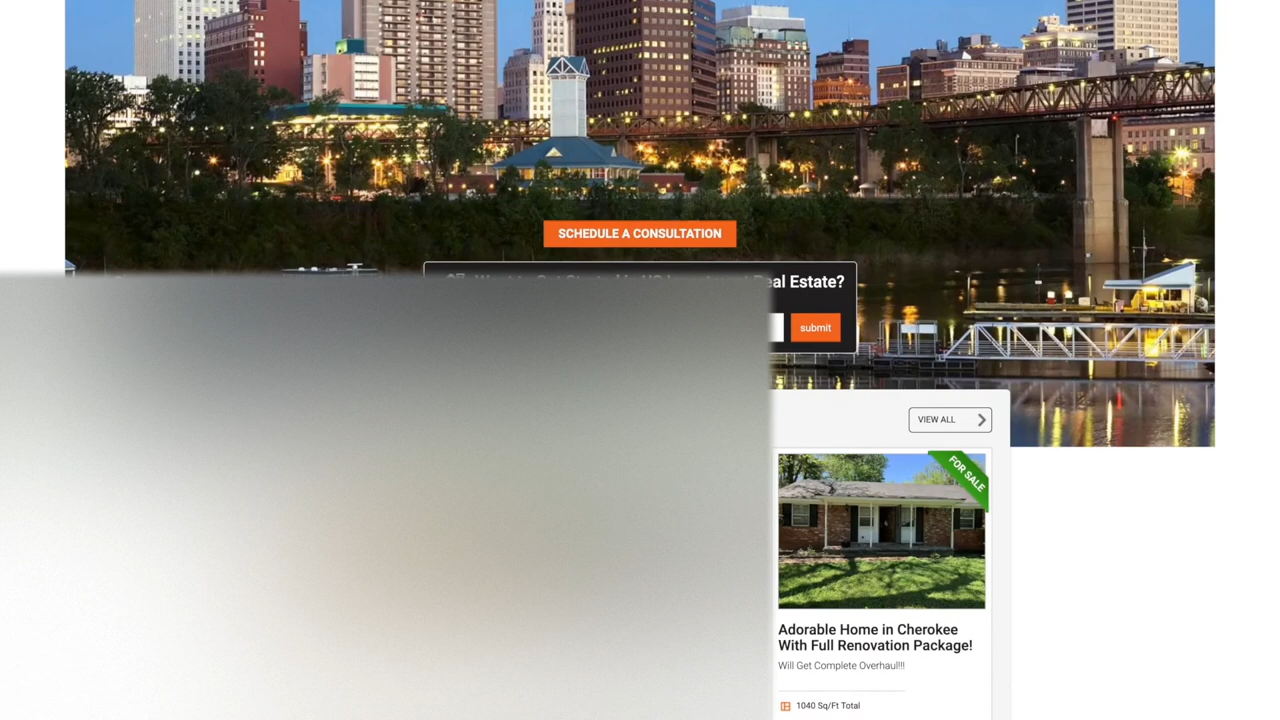 SCHEDULE A CONSULTATION
Real Estate?
submit
VIEW ALL
FOR SALE
Adorable Home in Cherokee
With Full Renovation Package!
Will Get Complete Overhaul!!!
1040 Sq/Ft Total